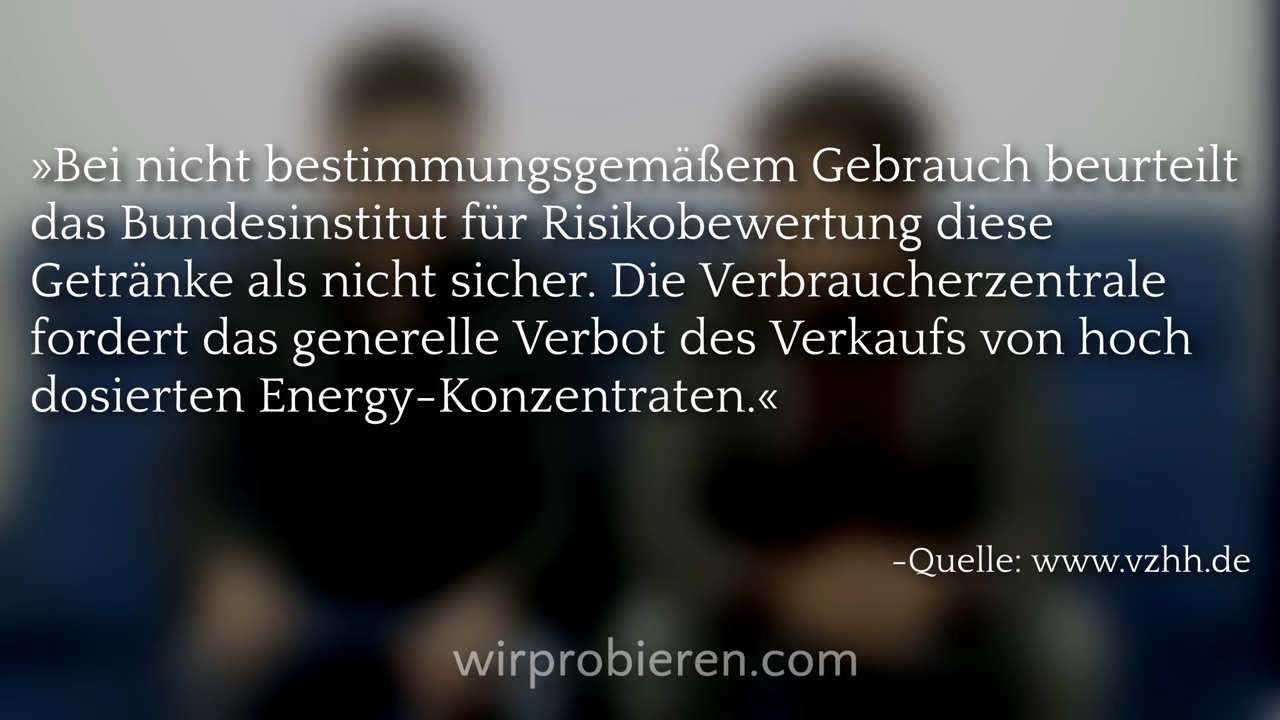 »Bei nicht bestimmungsgemäßem Gebrauch beurteilt
das Bundesinstitut für Risikobewertung diese
Getränke als nicht sicher. Die Verbraucherzentrale
fordert das generelle Verbot des Verkaufs von hoch
dosierten Energy-Konzentraten.«
-Quelle: www.vzhh.de
wirprobieren.com